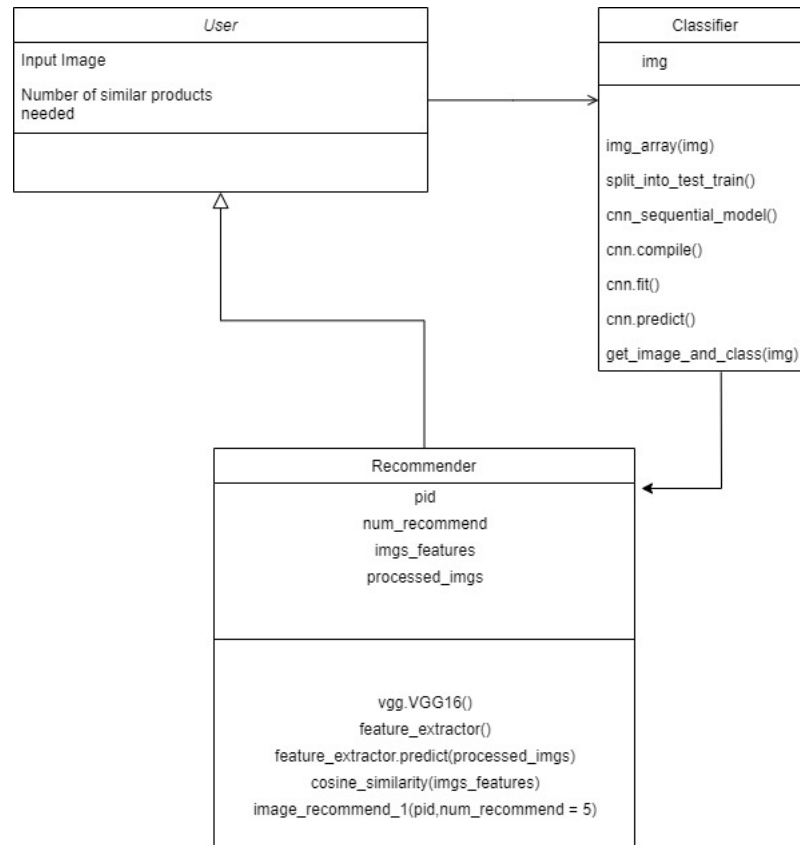 User
Input Image
Number of similar products
needed
Classifier
img
img_array(img)
split_into_test_train()
cnn_sequential_model()
cnn.compile()
cnn.fit()
cnn.predict()
get_image_and_class(img)
Recommender
pid
num_recommend
imgs_features
processed_imgs
vgg.VGG16()
feature_extractor()
feature_extractor.predict(processed_imgs)
cosine_similarity(imgs_features)
image_recommend_1(pid,num_recommend = 5)